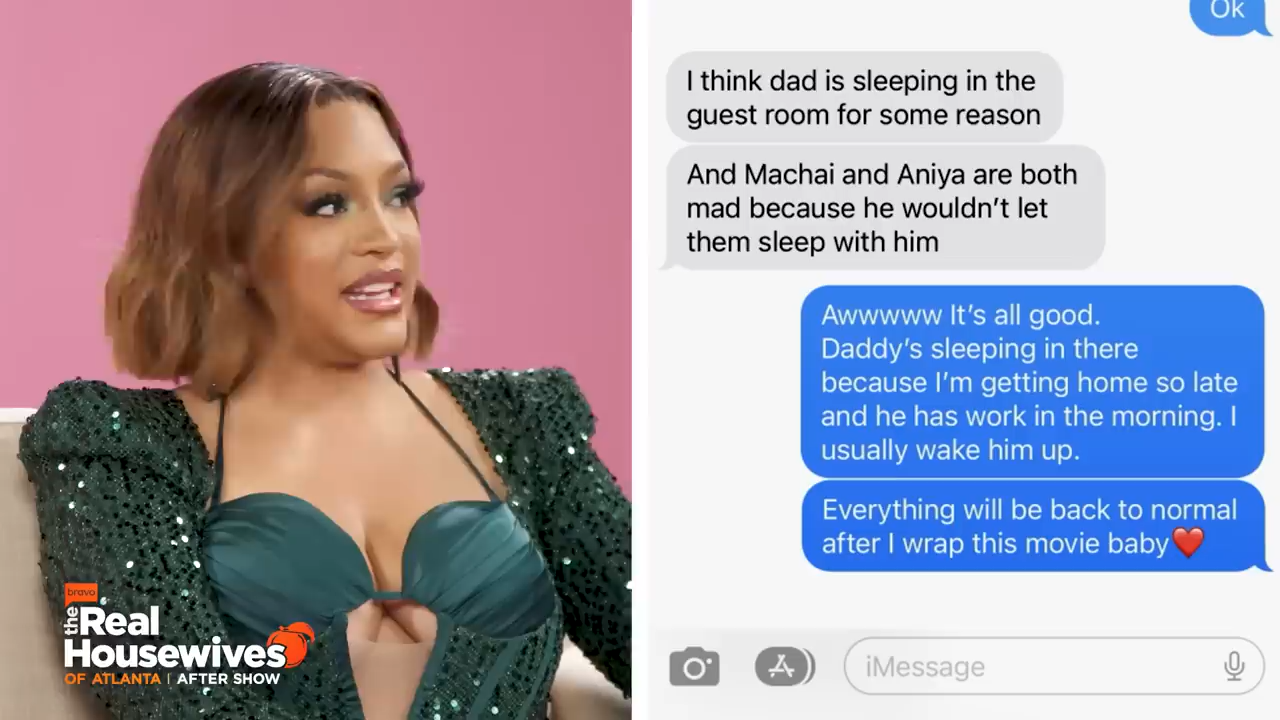 bravo
the Real
Housewives
OF ATLANTA | AFTER SHOW
Ok
I think dad is sleeping in the
guest room for some reason
And Machai and Aniya are both
mad because he wouldn’t let
them sleep with him
Awwwww It’s all good.
Daddy’s sleeping in there
because I’m getting home so late
and he has work in the morning. I
usually wake him up.
Everything will be back to normal
after I wrap this movie baby❤️
iMessage